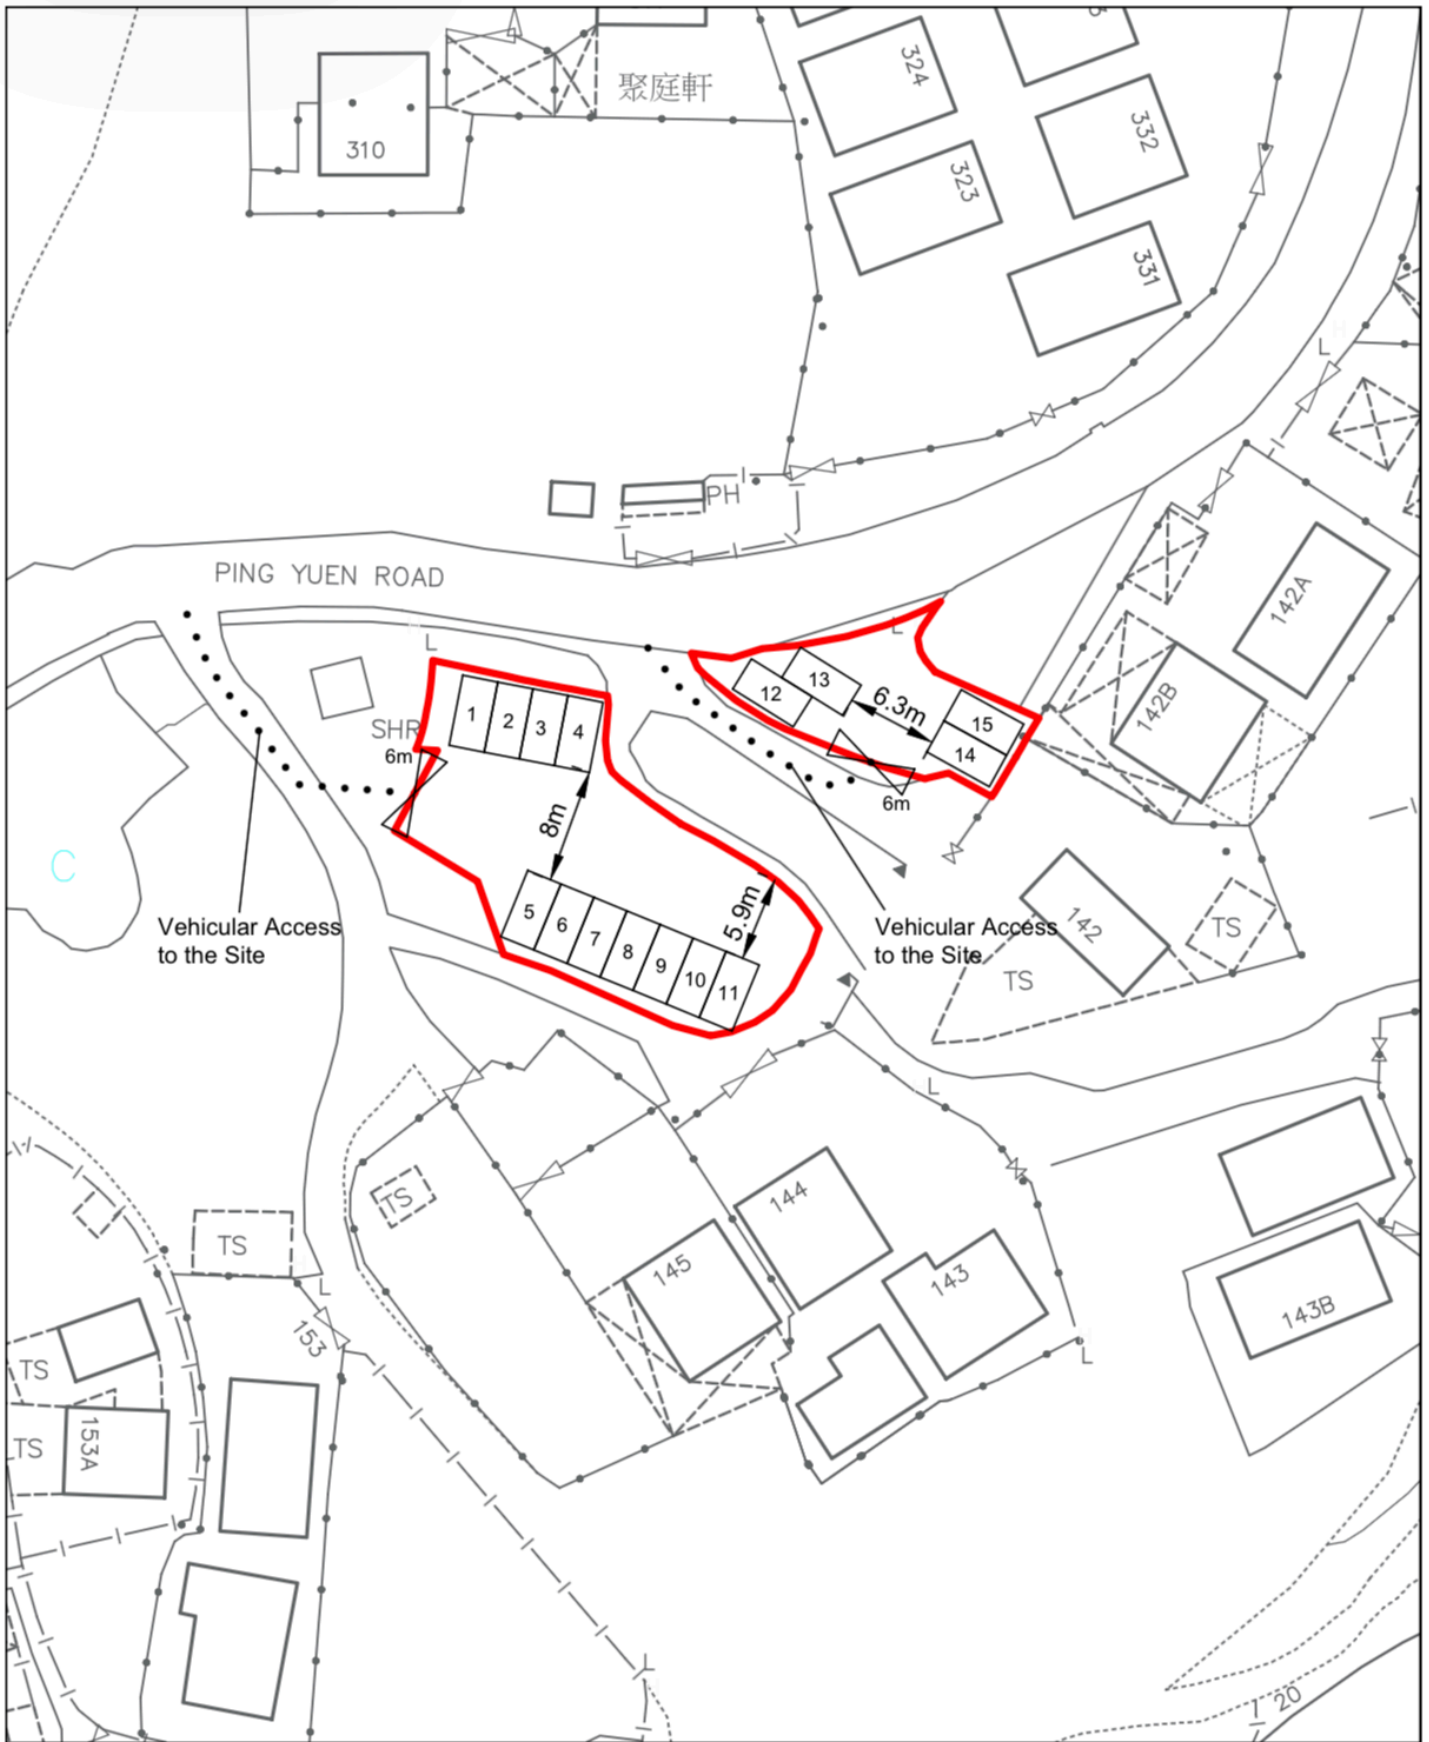 324
聚庭軒
332
310
323
331
L
PH
PING YUEN ROAD
142A
L
L
13
12
6.3m
15
14
142B
SHR
1
2
3
4
6m
6m
8m
C
5.9m
5
6
7
8
9
10
11
Vehicular Access
to the Site
Vehicular Access
to the Site
142
TS
TS
L
TS
144
TS
145
143
143B
L
153
L
TS
153A
TS
L
20